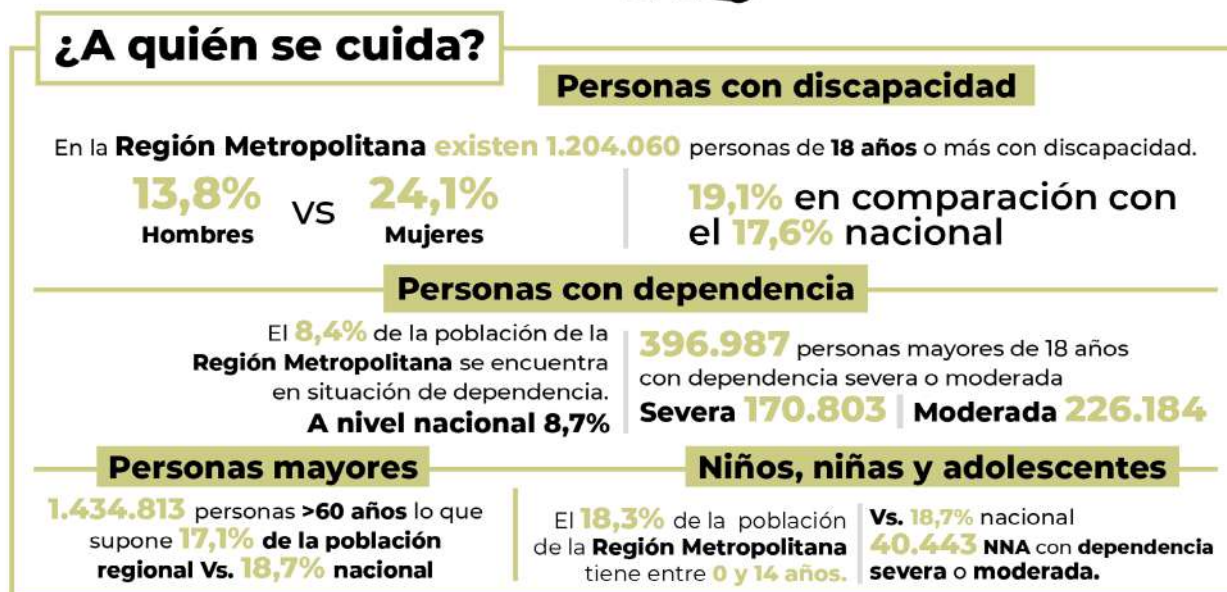 ¿A quién se cuida?
Personas con discapacidad
En la Región Metropolitana existen 1.204.060 personas de 18 años o más con discapacidad.
13,8%
Hombres
VS
24,1%
Mujeres
19,1% en comparación con
el 17,6% nacional
Personas con dependencia
El 8,4% de la población de la
Región Metropolitana se encuentra
en situación de dependencia.
A nivel nacional 8,7%
396.987 personas mayores de 18 años
con dependencia severa o moderada
Severa 170.803 | Moderada 226.184
Personas mayores
1.434.813 personas >60 años lo que
supone 17,1% de la población
regional Vs. 18,7% nacional
Niños, niñas y adolescentes
El 18,3% de la población
de la Región Metropolitana
tiene entre 0 y 14 años.
Vs. 18,7% nacional
40.443 NNA con dependencia
severa o moderada.